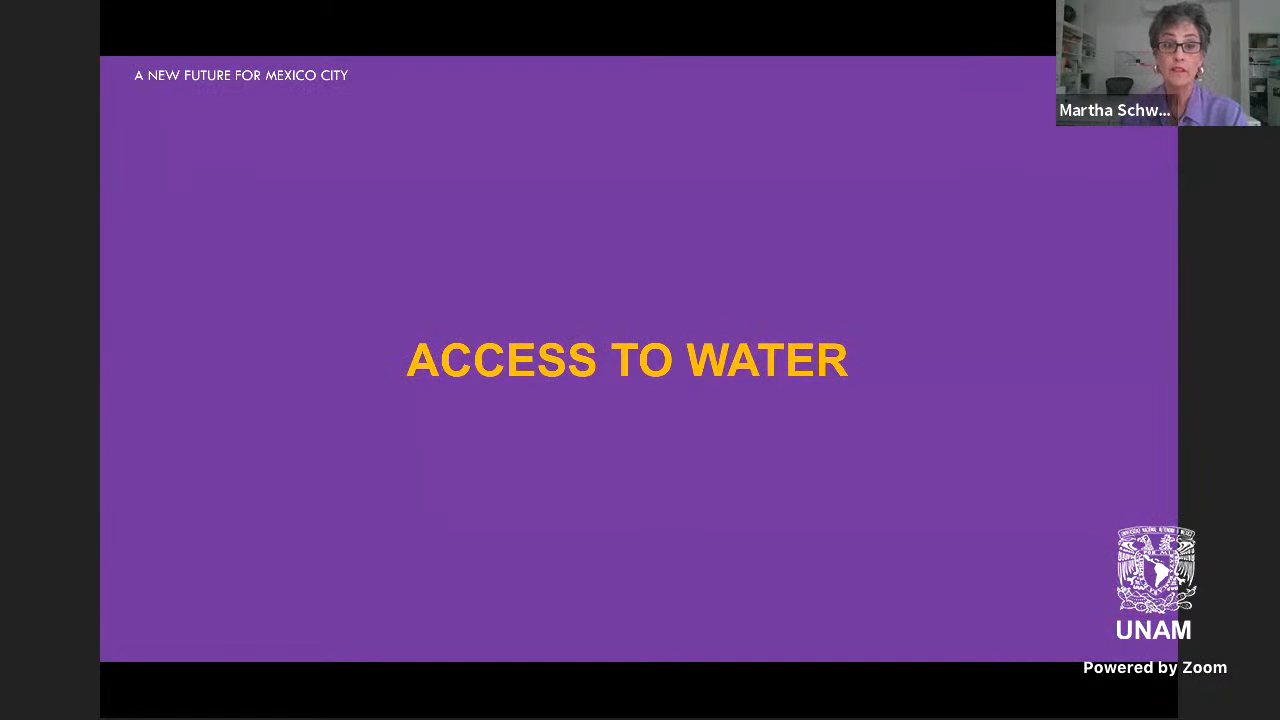 A NEW FUTURE FOR MEXICO CITY
Martha Schw...
ACCESS TO WATER
UNAM
Powered by Zoom